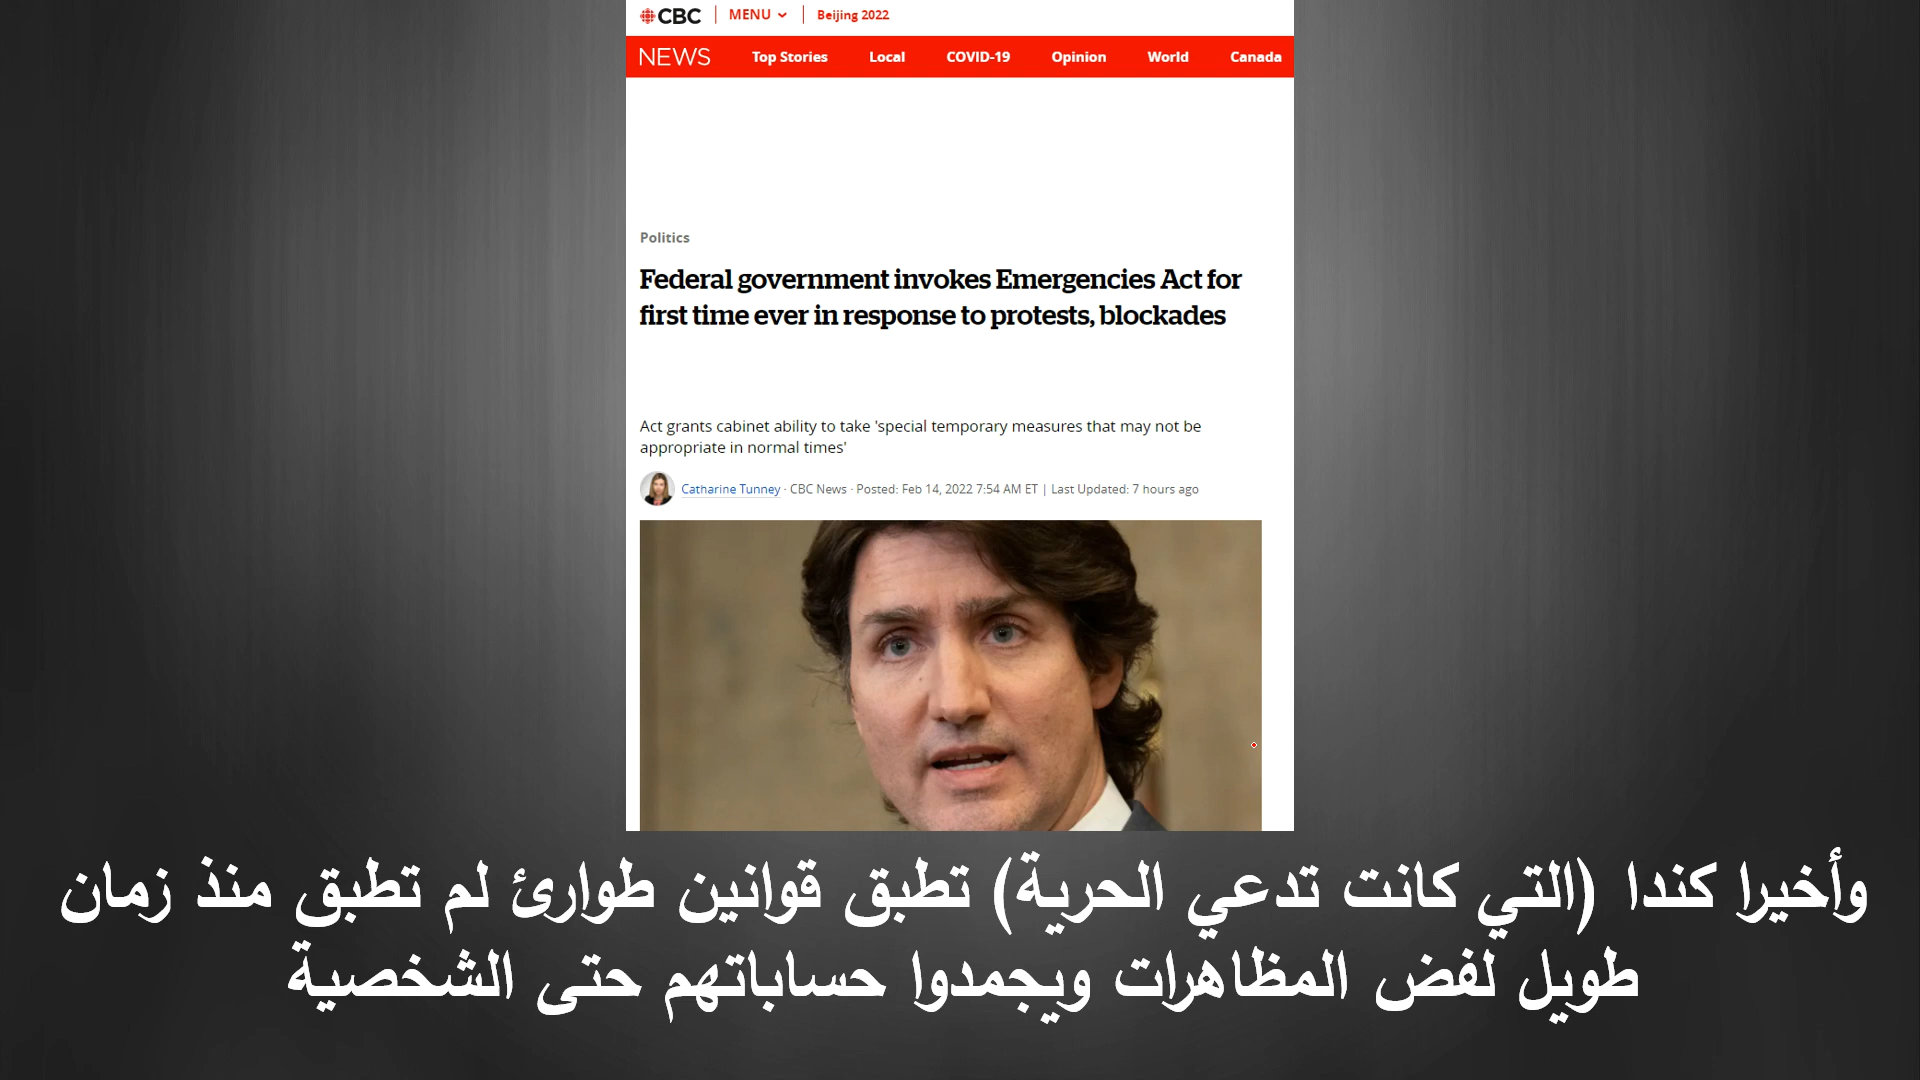 CBC | MENU | Beijing 2022
NEWS Top Stories Local COVID-19 Opinion World Canada
Politics
Federal government invokes Emergencies Act for
first time ever in response to protests, blockades
Act grants cabinet ability to take 'special temporary measures that may not be
appropriate in normal times'
Catharine Tunney · CBC News · Posted: Feb 14, 2022 7:54 AM ET | Last Updated: 7 hours ago
وأخيرا كندا (التي كانت تدعي الحرية) تطبق قوانين طوارئ لم تطبق منذ زمان
طويل لفض المظاهرات ويجمدوا حساباتهم حتى الشخصية